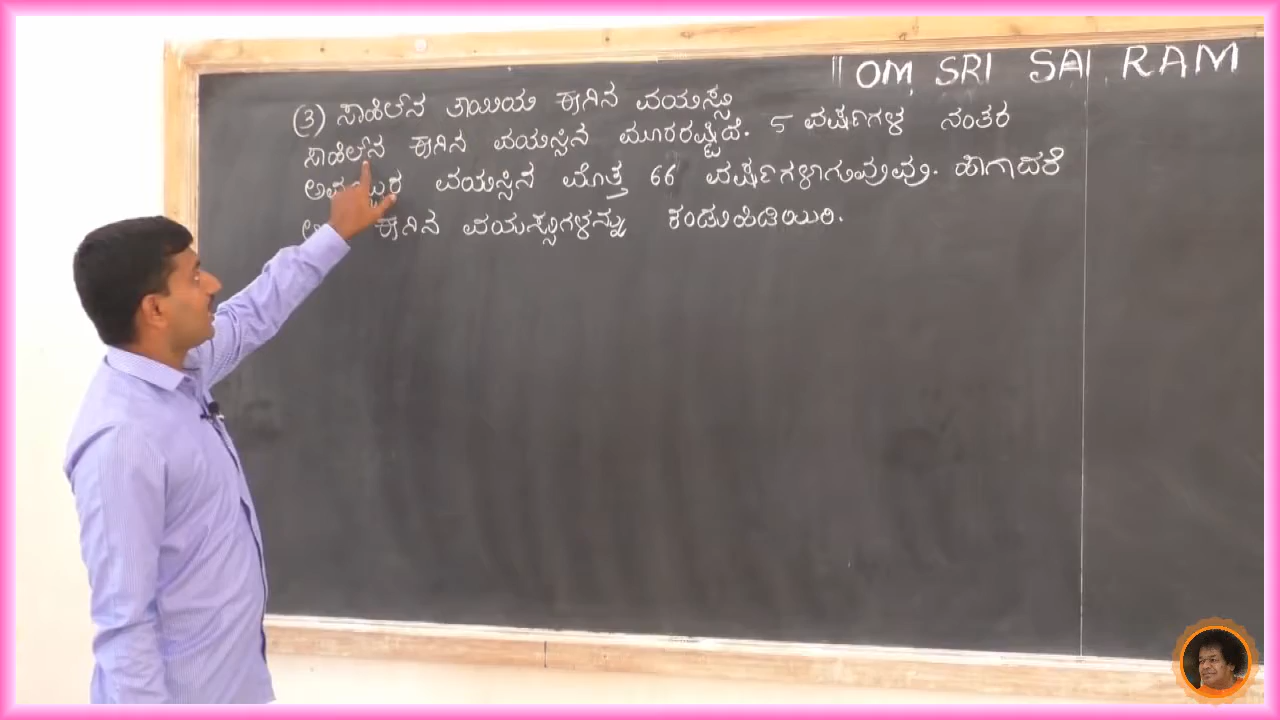 || OM SRI SAI RAM
(3) ಸಾಹಿಲ್‌ನ ತಾಯಿಯ ಈಗಿನ ವಯಸ್ಸು
ಸಾಹಿಲ್‌ನ ಈಗಿನ ವಯಸ್ಸಿನ ಮೂರರಷ್ಟಿದೆ. 5 ವರ್ಷಗಳ ನಂತರ
ವಯಸ್ಸಿನ ಮೊತ್ತ 66 ವರ್ಷಗಳಾಗುವುವು. ಹಾಗಾದರೆ
ಈಗಿನ ವಯಸ್ಸುಗಳನ್ನು ಕಂಡುಹಿಡಿಯಿರಿ.